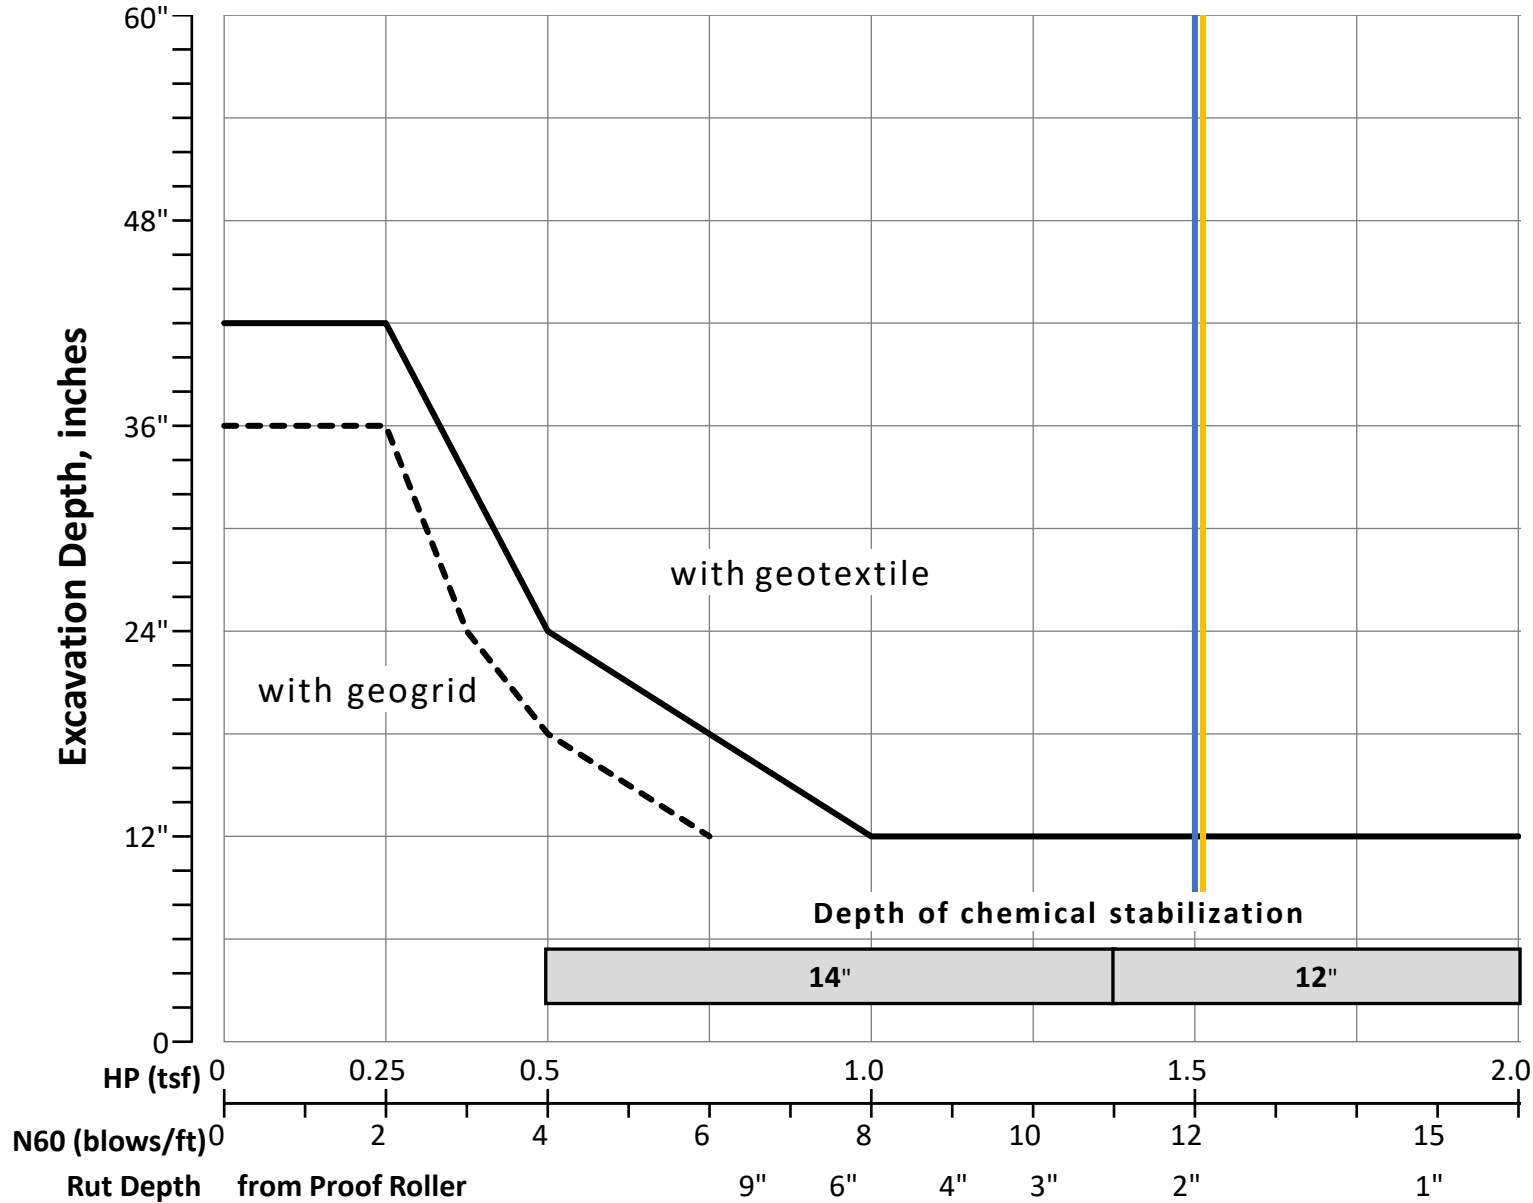 60"
48"
36"
24"
12"
0
Excavation Depth, inches
with geotextile
with geogrid
Depth of chemical stabilization
14" 12"
HP (tsf) 0 0.25 0.5 1.0 1.5 2.0
N60 (blows/ft) 0 2 4 6 8 10 12 15
Rut Depth from Proof Roller 9" 6" 4" 3" 2" 1"